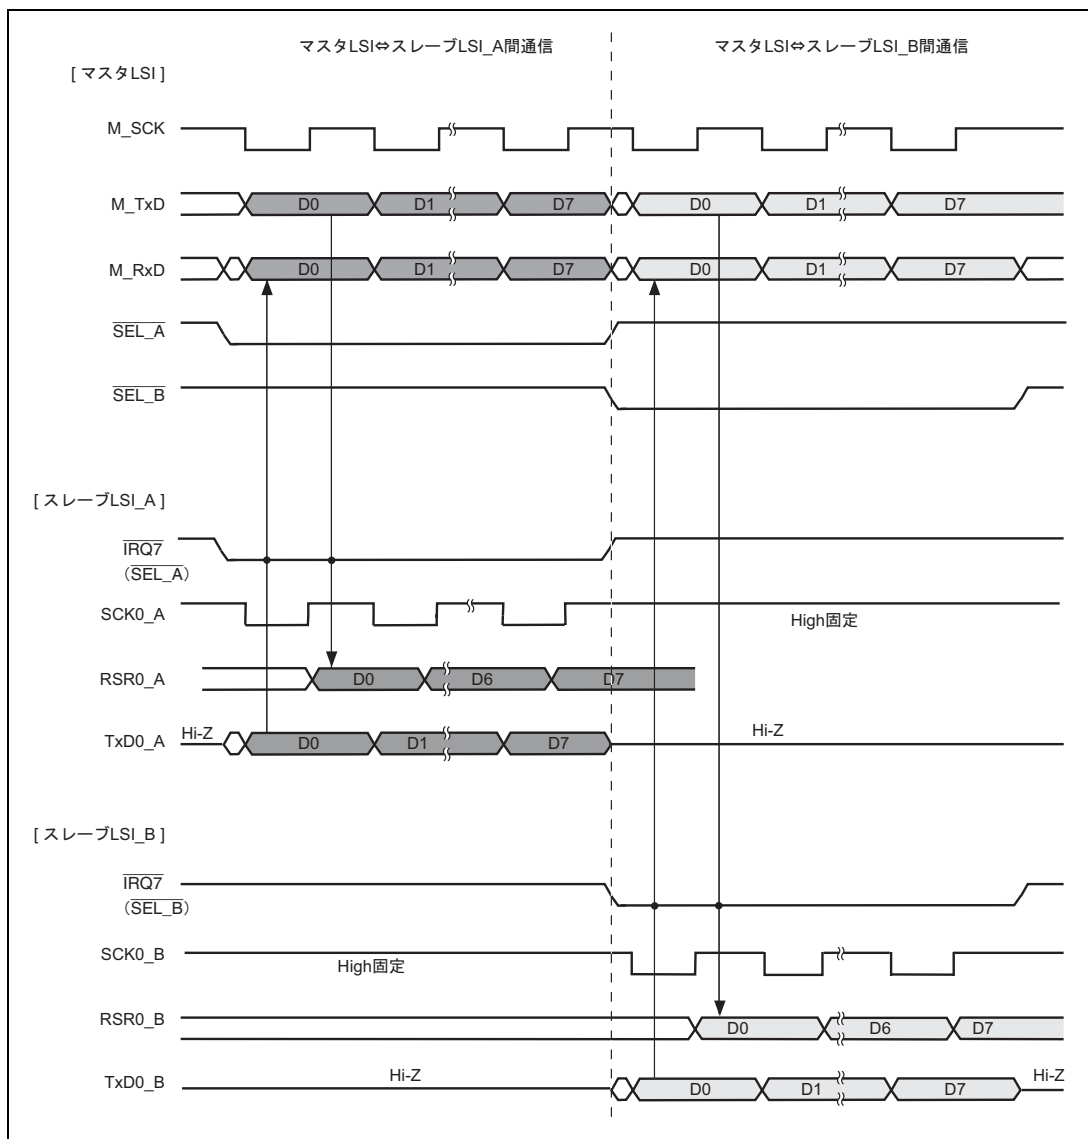 マスタLSI⇔スレーブLSI_A間通信 マスタLSI⇔スレーブLSI_B間通信
[ マスタLSI ]
M_SCK
M_TxD D0 D1 D7 D0 D1 D7
M_RxD D0 D1 D7 D0 D1 D7
SEL_A
SEL_B
[ スレーブLSI_A ]
IRQ7
（SEL_A）
SCK0_A High固定
RSR0_A D0 D6 D7
TxD0_A Hi-Z D0 D1 D7 Hi-Z
[ スレーブLSI_B ]
IRQ7
（SEL_B）
SCK0_B High固定
RSR0_B D0 D6 D7
TxD0_B Hi-Z D0 D1 D7 Hi-Z